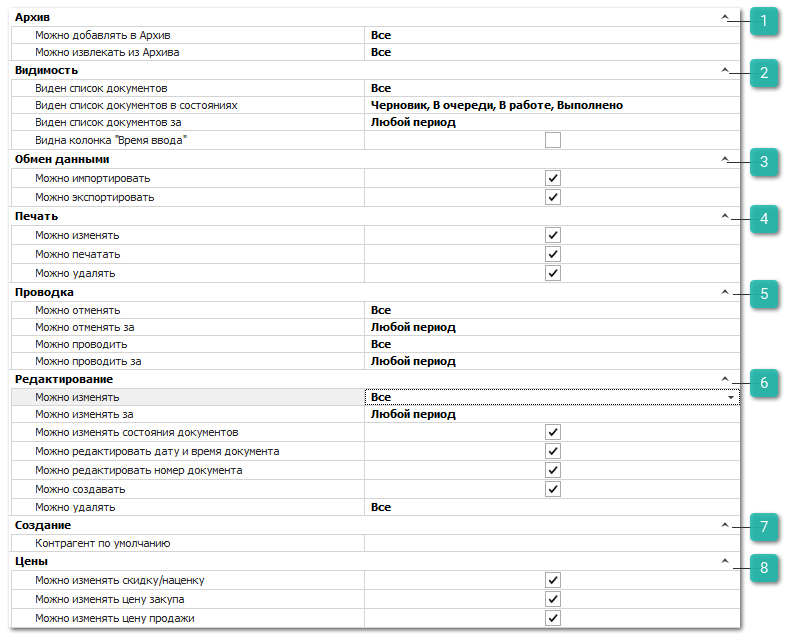 Архив 1
Можно добавлять в Архив Все
Можно извлекать из Архива Все
Видимость 2
Виден список документов Все
Виден список документов в состояниях Черновик, В очереди, В работе, Выполнено
Виден список документов за Любой период
Видна колонка "Время ввода"
Обмен данными 3
Можно импортировать
Можно экспортировать
Печать 4
Можно изменять
Можно печатать
Можно удалять
Проводка 5
Можно отменять Все
Можно отменять за Любой период
Можно проводить Все
Можно проводить за Любой период
Редактирование 6
Можно изменять Все
Можно изменять за Любой период
Можно изменять состояния документов
Можно редактировать дату и время документа
Можно редактировать номер документа
Можно создавать
Можно удалять Все
Создание 7
Контрагент по умолчанию
Цены 8
Можно изменять скидку/наценку
Можно изменять цену закупа
Можно изменять цену продажи